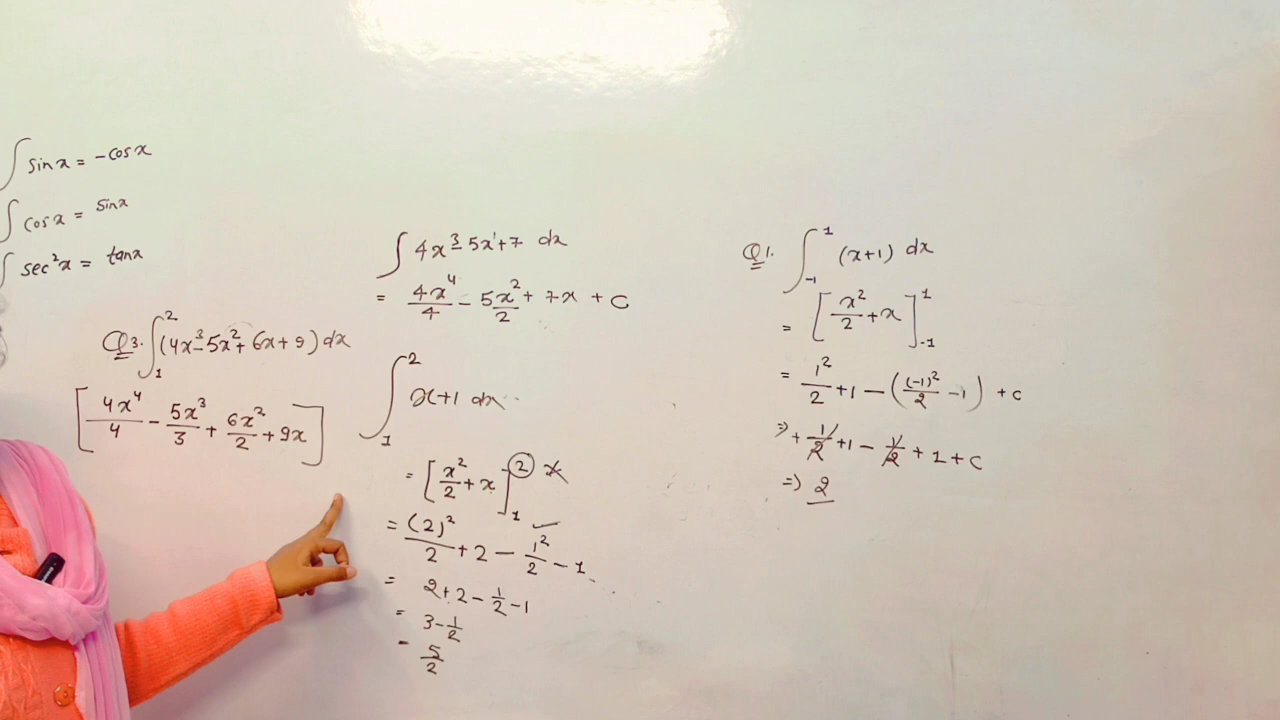 ∫ sin x = -cos x
∫ cos x = sin x
∫ sec²x = tan x
Q3. ∫₁² (4x³ - 5x² + 6x + 9) dx
[4x⁴/4 - 5x³/3 + 6x²/2 + 9x]
∫ 4x³ - 5x¹ + 7 dx
= 4x⁴/4 - 5x²/2 + 7x + c
∫₁² x + 1 dx
= [x²/2 + x]₁²
= (2)²/2 + 2 - 1²/2 - 1
= 2 + 2 - 1/2 - 1
= 3 - 1/2
= 5/2
Q1. ∫₋₁¹ (x+1) dx
= [x²/2 + x]₋₁¹
= 1²/2 + 1 - ((-1)²/2 - 1) + c
⇒ + 1/2 + 1 - 1/2 + 1 + c
⇒ 2